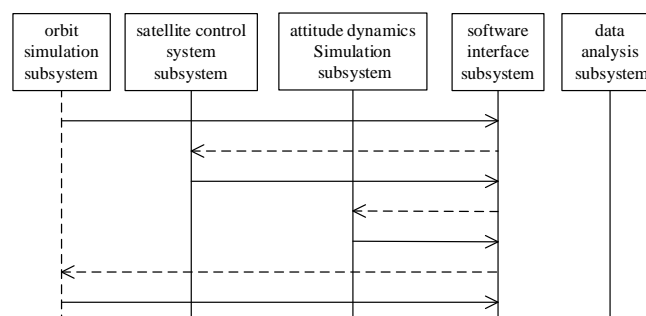 orbit
simulation
subsystem
satellite control
system
subsystem
attitude dynamics
Simulation
subsystem
software
interface
subsystem
data
analysis
subsystem